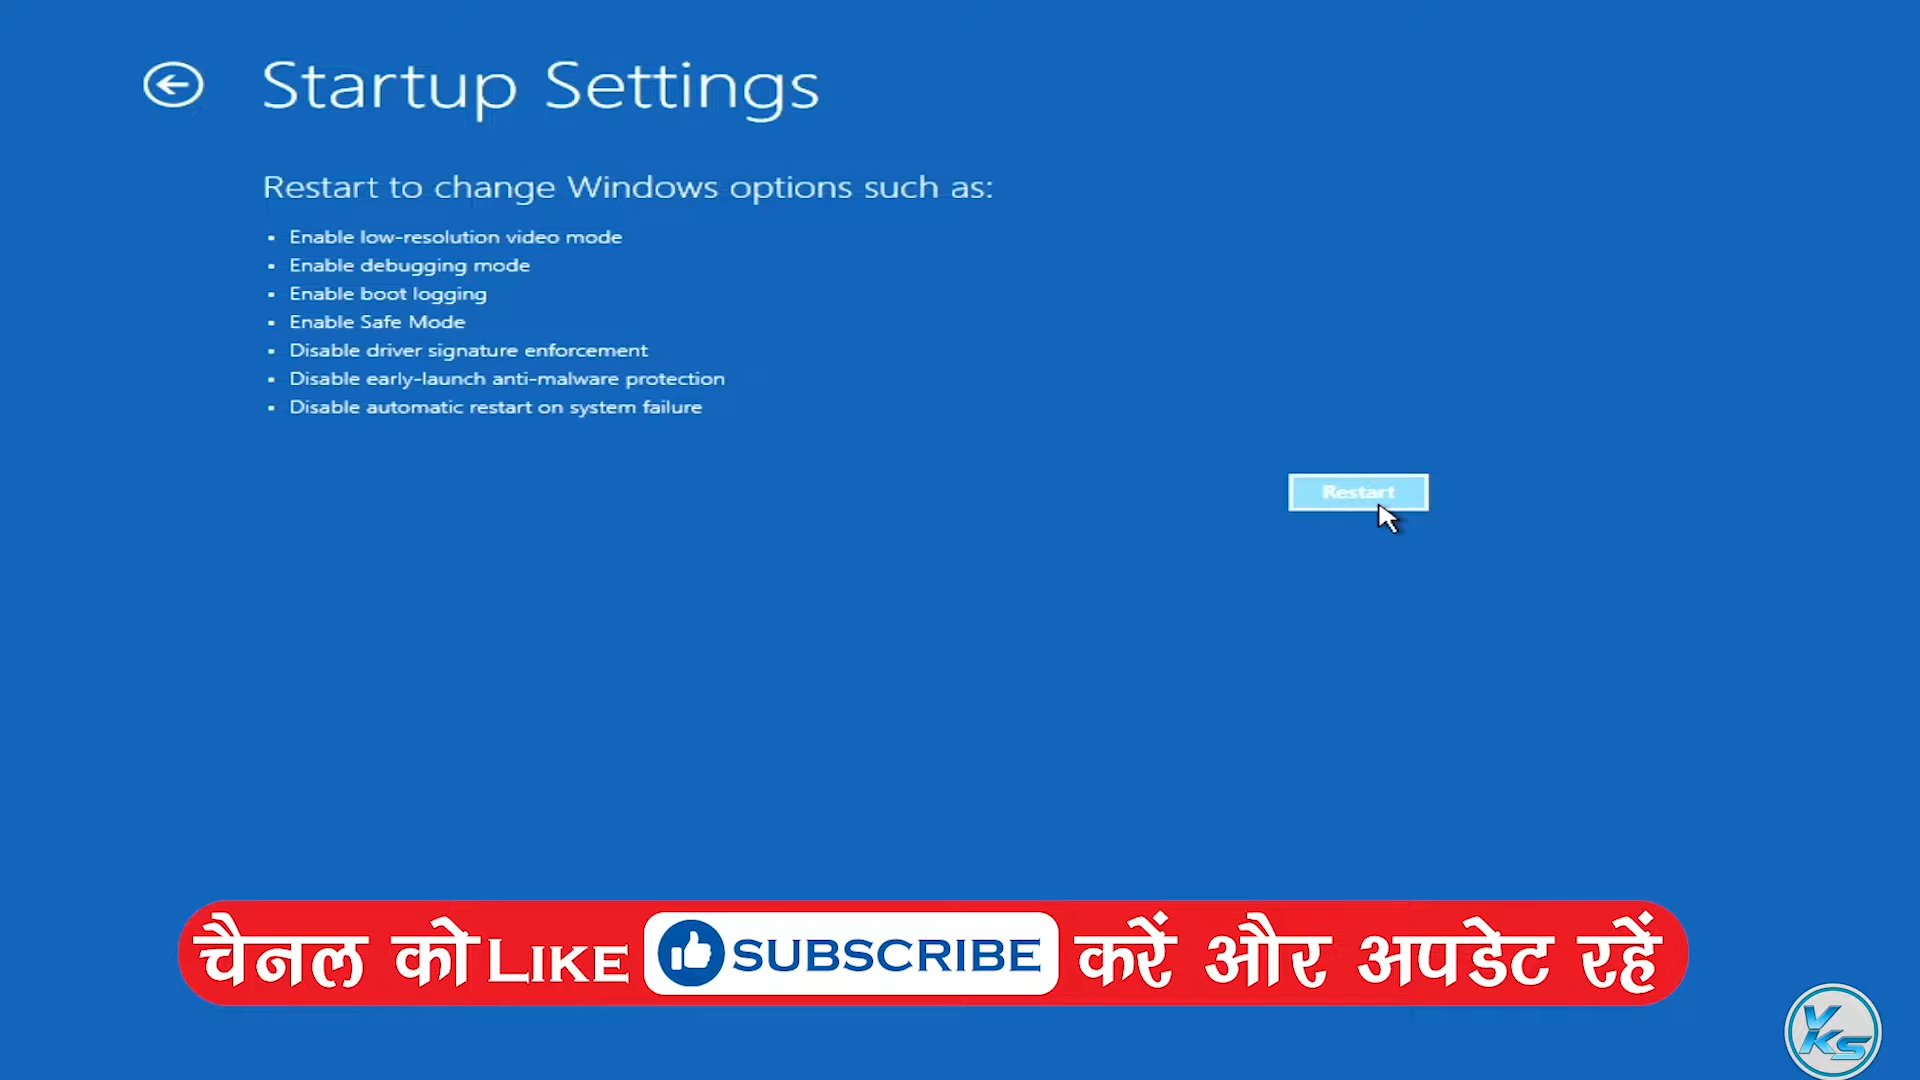 Startup Settings
Restart to change Windows options such as:
Enable low-resolution video mode
Enable debugging mode
Enable boot logging
Enable Safe Mode
Disable driver signature enforcement
Disable early-launch anti-malware protection
Disable automatic restart on system failure
Restart
चैनल को LIKE SUBSCRIBE करें और अपडेट रहें
VKS